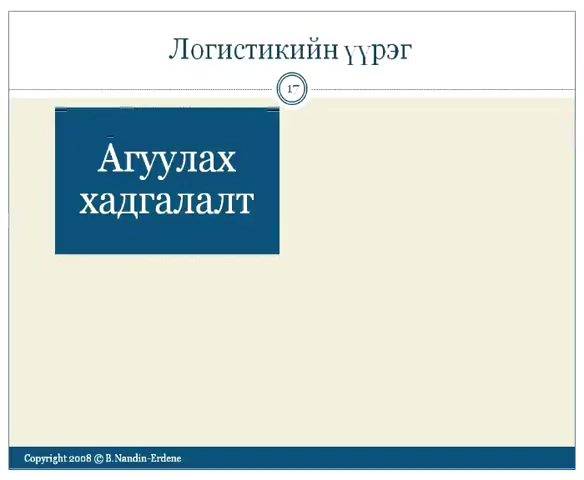 Логистикийн үүрэг
17
Агуулах
хадгалалт
Copyright 2008 © B.Nandin-Erdene